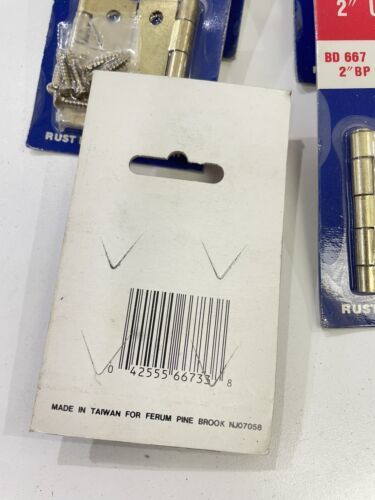 2"
BD 667
2" BP
RUST
RUST
0 42555 66733 8
MADE IN TAIWAN FOR FERUM PINE BROOK NJ07058